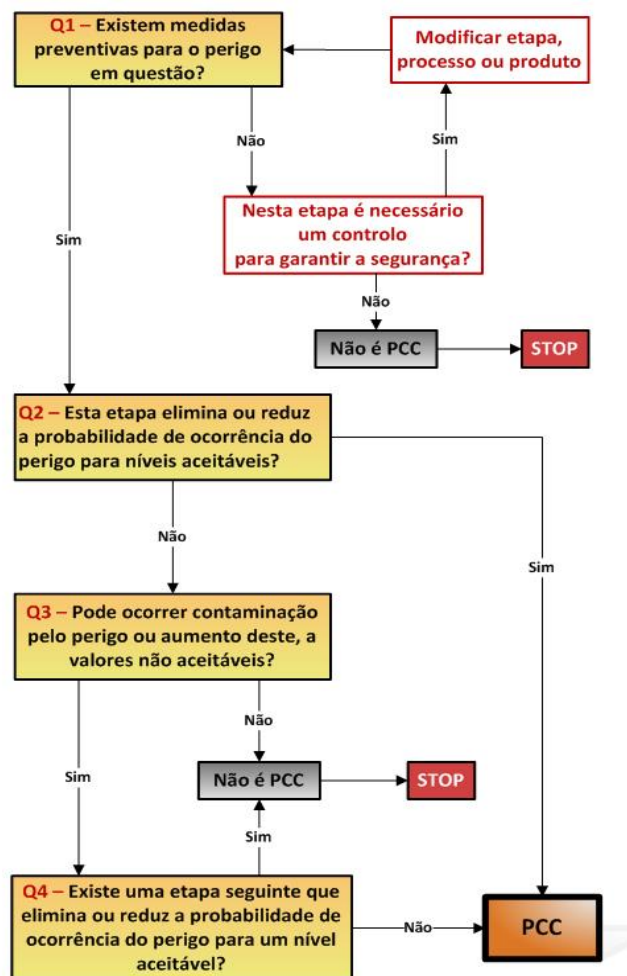 Q1 – Existem medidas
preventivas para o perigo
em questão?
Modificar etapa,
processo ou produto
Não
Sim
Sim
Nesta etapa é necessário
um controlo
para garantir a segurança?
Não
Não é PCC
STOP
Q2 – Esta etapa elimina ou reduz
a probabilidade de ocorrência do
perigo para níveis aceitáveis?
Não
Sim
Q3 – Pode ocorrer contaminação
pelo perigo ou aumento deste, a
valores não aceitáveis?
Não
Sim
Não é PCC
STOP
Sim
Q4 – Existe uma etapa seguinte que
elimina ou reduz a probabilidade de
ocorrência do perigo para um nível
aceitável?
Não
PCC